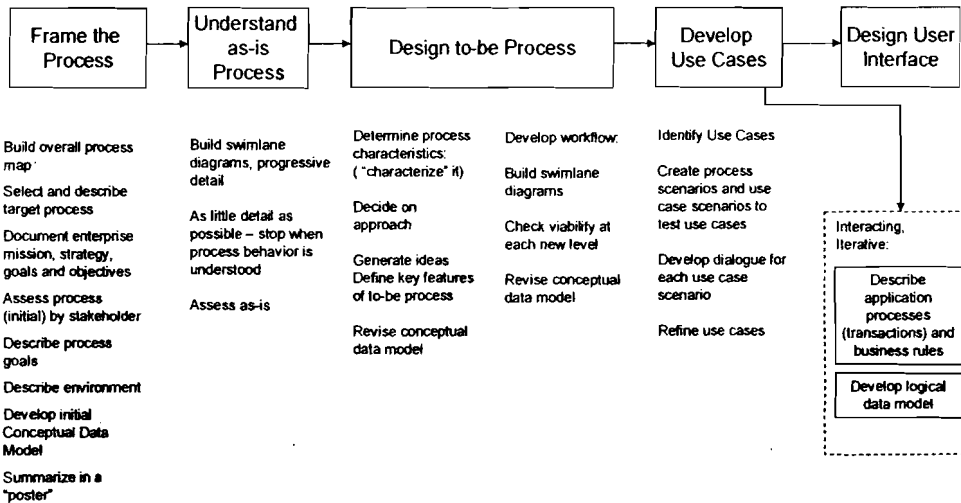 Frame the
Process
Understand
as-is
Process
Design to-be Process
Develop
Use Cases
Design User
Interface
Build overall process
map
Select and describe
target process
Document enterprise
mission, strategy,
goals and objectives
Assess process
(initial) by stakeholder
Describe process
goals
Describe environment
Develop initial
Conceptual Data
Model
Summarize in a
"poster"
Build swimlane
diagrams, progressive
detail
As little detail as
possible – stop when
process behavior is
understood
Assess as-is
Determine process
characteristics:
( "characterize" it)
Decide on
approach
Generate ideas
Define key features
of to-be process
Revise conceptual
data model
Develop workflow:
Build swimlane
diagrams
Check viability at
each new level
Revise conceptual
data model
Identify Use Cases
Create process
scenarios and use
case scenarios to
test use cases
Develop dialogue for
each use case
scenario
Refine use cases
Interacting,
Iterative:
Describe
application
processes
(transactions) and
business rules
Develop logical
data model